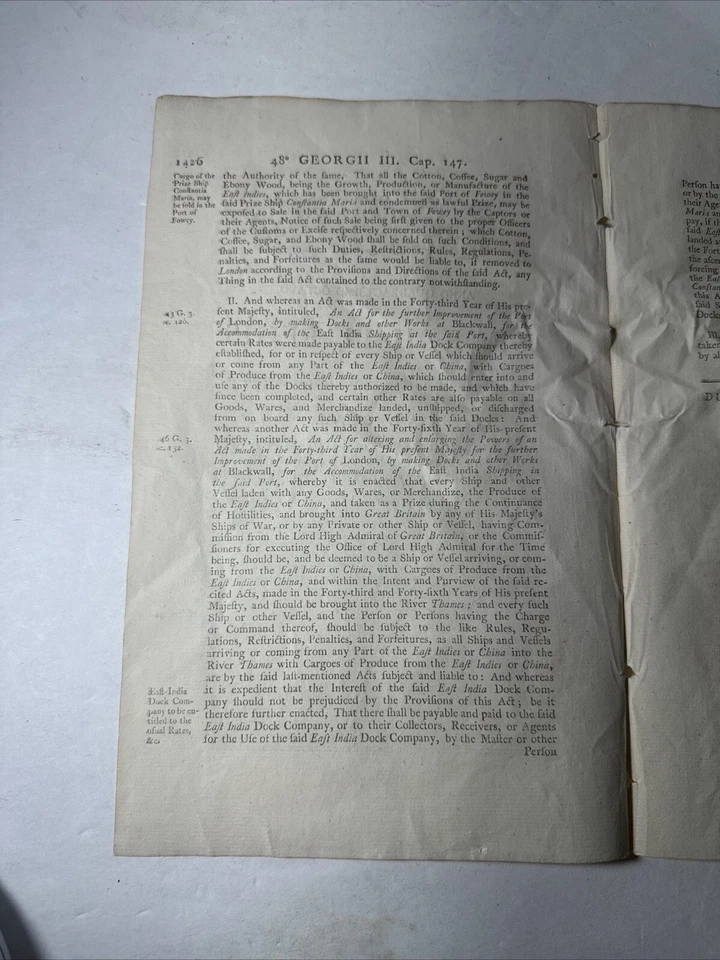 1426
48° GEORGII III. Cap. 147.
Cargo of the
Prize Ship
Constantia
Maria, may
be sold in the
Port of
Fowey.
the Authority of the same, That all the Cotton, Coffee, Sugar and
Ebony Wood, being the Growth, Production, or Manufacture of the
East Indies, which has been brought into the said Port of Fowey in the
said Prize Ship Constantia Maria and condemned as lawful Prize, may be
exposed to Sale in the said Port and Town of Fowey by the Captors or
their Agents, Notice of such Sale being first given to the proper Officers
of the Customs or Excise respectively concerned therein; which Cotton,
Coffee, Sugar, and Ebony Wood shall be sold on such Conditions, and
shall be subject to such Duties, Restrictions, Rules, Regulations, Pe-
nalties, and Forfeitures as the same would be liable to, if removed to
London according to the Provisions and Directions of the said Act, any
Thing in the said Act contained to the contrary notwithstanding.
43 G. 3.
c. 126.
II. And whereas an Act was made in the Forty-third Year of His pre-
sent Majesty, intituled, An Act for the further Improvement of the Port
of London, by making Docks and other Works at Blackwall, for the
Accommodation of the East India Shipping at the said Port, whereby
certain Rates were made payable to the East India Dock Company thereby
established, for or in respect of every Ship or Vessel which should arrive
or come from any Part of the East Indies or China, with Cargoes
of Produce from the East Indies or China, which should enter into and
use any of the Docks thereby authorized to be made, and which have
since been completed, and certain other Rates are also payable on all
Goods, Wares, and Merchandize landed, unshipped, or discharged
from on board any such Ship or Vessel in the said Docks: And
whereas another Act was made in the Forty-sixth Year of His present
46 G. 3.
c. 132.
Majesty, intituled, An Act for altering and enlarging the Powers of an
Act made in the Forty-third Year of His present Majesty for the further
Improvement of the Port of London, by making Docks and other Works
at Blackwall, for the Accommodation of the East India Shipping in
the said Port, whereby it is enacted that every Ship and other
Vessel laden with any Goods, Wares, or Merchandize, the Produce of
the East Indies or China, and taken as a Prize during the Continuance
of Hostilities, and brought into Great Britain by any of His Majesty's
Ships of War, or by any Private or other Ship or Vessel, having Com-
mission from the Lord High Admiral of Great Britain, or the Commis-
sioners for executing the Office of Lord High Admiral for the Time
being, should be, and be deemed to be a Ship or Vessel arriving, or com-
ing from the East Indies or China, with Cargoes of Produce from the
East Indies or China, and within the Intent and Purview of the said re-
cited Acts, made in the Forty-third and Forty-sixth Years of His present
Majesty, and should be brought into the River Thames; and every such
Ship or other Vessel, and the Person or Persons having the Charge
or Command thereof, should be subject to the like Rules, Regu-
lations, Restrictions, Penalties, and Forfeitures, as all Ships and Vessels
arriving or coming from any Part of the East Indies or China into the
River Thames with Cargoes of Produce from the East Indies or China,
are by the said last-mentioned Acts subject and liable to: And whereas
East-India
Dock Com-
pany to be en-
titled to the
usual Rates,
&c.
it is expedient that the Interest of the said East India Dock Com-
pany should not be prejudiced by the Provisions of this Act; be it
therefore further enacted, That there shall be payable and paid to the said
East India Dock Company, or to their Collectors, Receivers, or Agents
for the Use of the said East India Dock Company, by the Master or other
Person
Person ha
or by the
their Age
Maria an
pay, if th
said East
landed a
the Port
the afor
forcing
the Eas
Constan
this A
Docks
III.
taken
by al